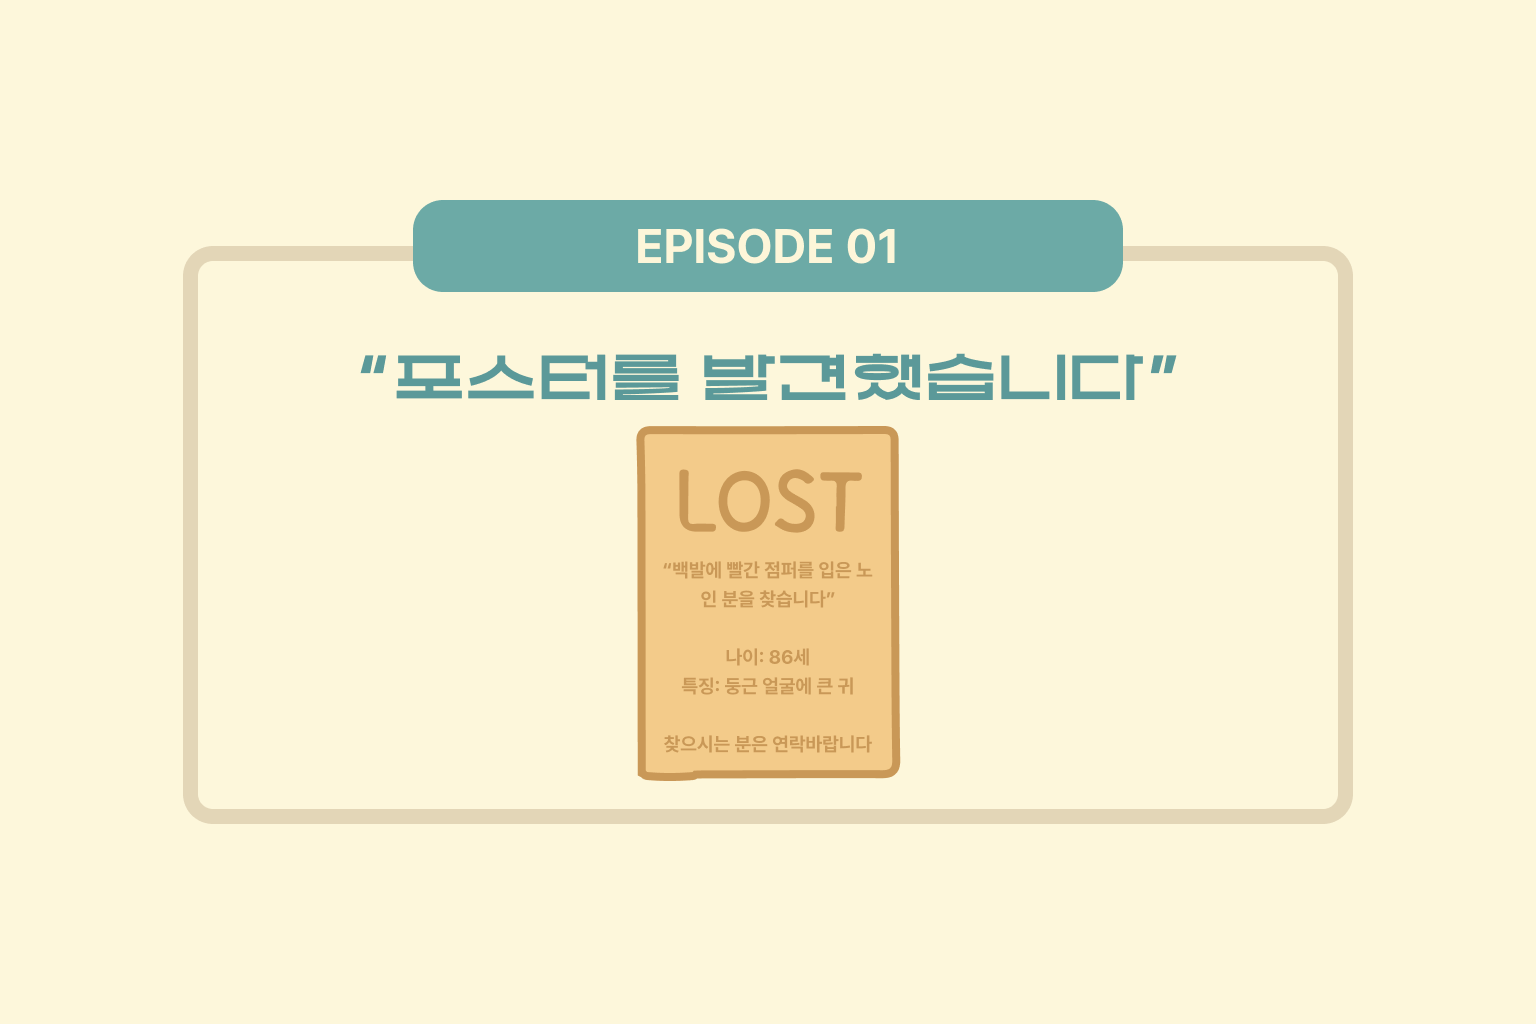 EPISODE 01
“포스터를 발견했습니다”
LOST
“백발에 빨간 점퍼를 입은 노
인 분을 찾습니다”
나이: 86세
특징: 둥근 얼굴에 큰 귀
찾으시는 분은 연락바랍니다